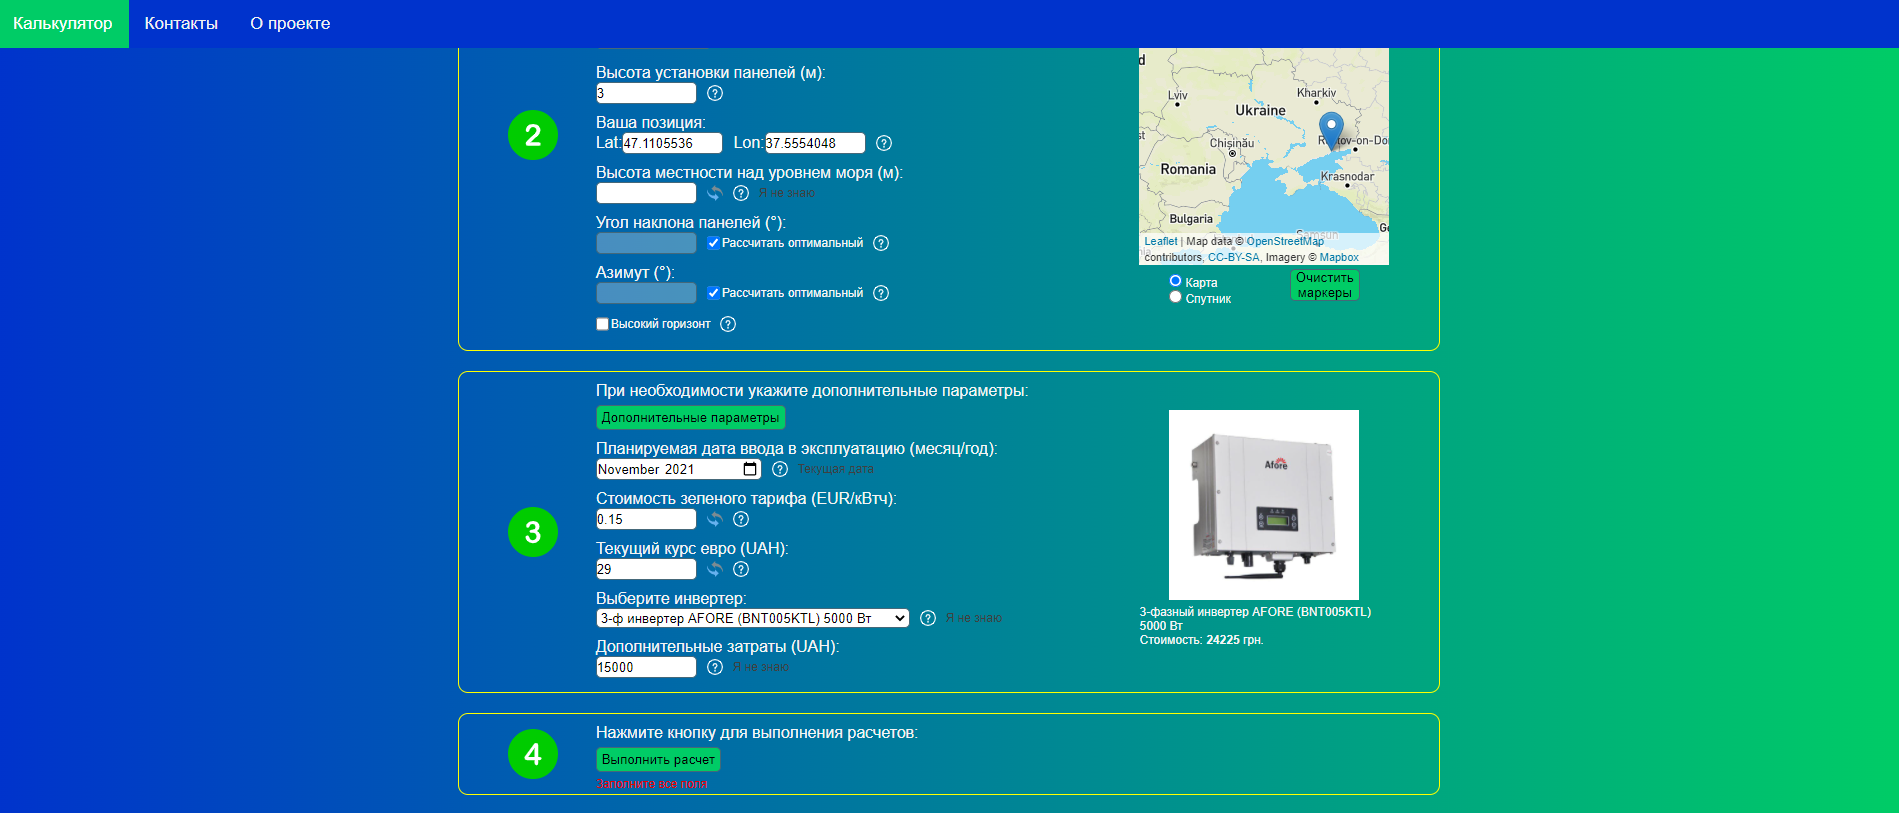 Калькулятор
Контакты
О проекте
Высота установки панелей (м):
3
?
2
Ваша позиция:
Lat:47.1105536 Lon:37.5554048 ?
Высота местности над уровнем моря (м):
? Я не знаю
Угол наклона панелей (°):
Рассчитать оптимальный ?
Азимут (°):
Рассчитать оптимальный ?
Высокий горизонт ?
d
Lviv
Kharkiv
Ukraine
Chișinău
Romania
Krasnodar
Bulgaria
Samsun
Leaflet | Map data © OpenStreetMap
contributors, CC-BY-SA, Imagery © Mapbox
Карта
Спутник
Очистить
маркеры
3
При необходимости укажите дополнительные параметры:
Дополнительные параметры
Планируемая дата ввода в эксплуатацию (месяц/год):
November 2021 ? Текущая дата
Стоимость зеленого тарифа (EUR/кВтч):
0.15 ?
Текущий курс евро (UAH):
29 ?
Выберите инвертер:
3-ф инвертер AFORE (BNT005KTL) 5000 Вт ? Я не знаю
Дополнительные затраты (UAH):
15000 ? Я не знаю
Afore
3-фазный инвертер AFORE (BNT005KTL)
5000 Вт
Стоимость: 24225 грн.
4
Нажмите кнопку для выполнения расчетов:
Выполнить расчет
Заполните все поля